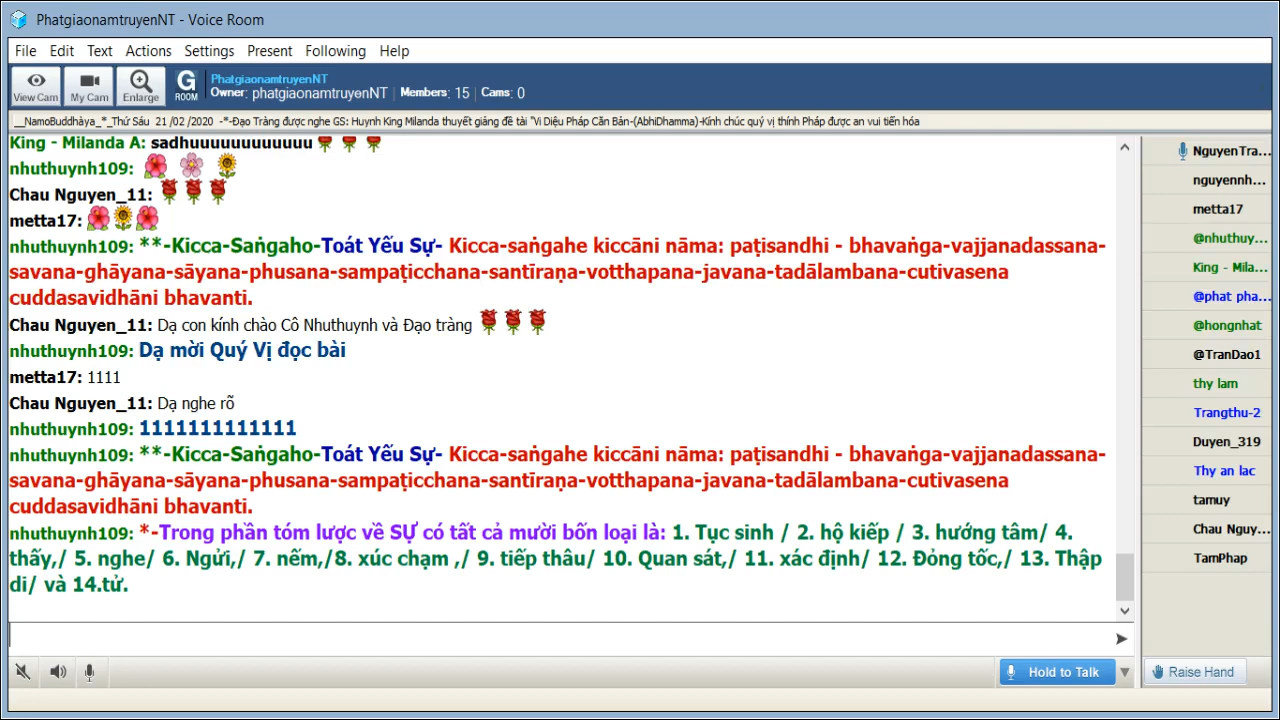 PhatgiaonamtruyenNT - Voice Room
File Edit Text Actions Settings Present Following Help
View Cam My Cam Enlarge G ROOM
PhatgiaonamtruyenNT
Owner: phatgiaonamtruyenNT | Members: 15 | Cams: 0
__NamoBuddhàya_*_Thứ Sáu 21 /02 /2020 -*-Đạo Tràng được nghe GS: Huynh King Milanda thuyết giảng đề tài "Vi Diệu Pháp Căn Bản-(AbhiDhamma)-Kính chúc quý vị thính Pháp được an vui tiến hóa
King - Milanda A: sadhuuuuuuuuuuuu
nhuthuynh109:
Chau Nguyen_11:
metta17:
nhuthuynh109: **-Kicca-Saṅgaho-Toát Yếu Sự- Kicca-saṅgahe kiccāni nāma: paṭisandhi - bhavaṅga-vajjanadassana-
savana-ghāyana-sāyana-phusana-sampaṭicchana-santīraṇa-votthapana-javana-tadālambana-cutivasena
cuddasavidhāni bhavanti.
Chau Nguyen_11: Dạ con kính chào Cô Nhuthuynh và Đạo tràng
nhuthuynh109: Dạ mời Quý Vị đọc bài
metta17: 1111
Chau Nguyen_11: Dạ nghe rõ
nhuthuynh109: 1111111111111
nhuthuynh109: **-Kicca-Saṅgaho-Toát Yếu Sự- Kicca-saṅgahe kiccāni nāma: paṭisandhi - bhavaṅga-vajjanadassana-
savana-ghāyana-sāyana-phusana-sampaṭicchana-santīraṇa-votthapana-javana-tadālambana-cutivasena
cuddasavidhāni bhavanti.
nhuthuynh109: *-Trong phần tóm lược về SỰ có tất cả mười bốn loại là: 1. Tục sinh / 2. hộ kiếp / 3. hướng tâm/ 4.
thấy,/ 5. nghe/ 6. Ngửi,/ 7. nếm,/8. xúc chạm ,/ 9. tiếp thâu/ 10. Quan sát,/ 11. xác định/ 12. Đỏng tốc,/ 13. Thập
di/ và 14.tử.
NguyenTra...
nguyennh...
metta17
@nhuthuy...
King - Mila...
@phat pha...
@hongnhat
@TranDao1
thy lam
Trangthu-2
Duyen_319
Thy an lac
tamuy
Chau Nguy...
TamPhap
Hold to Talk
Raise Hand